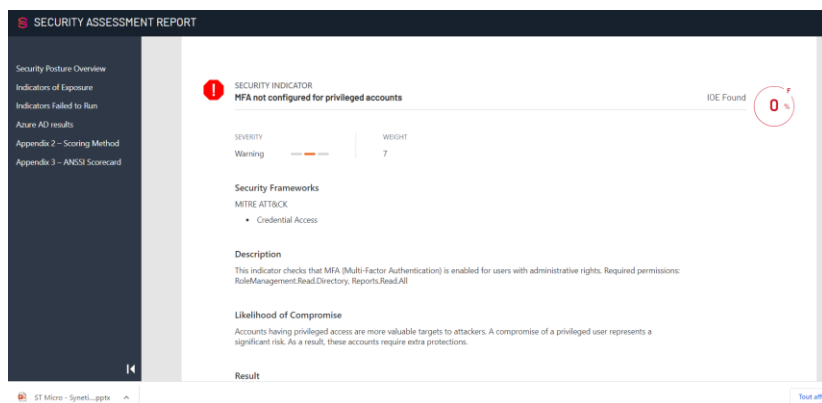 SECURITY ASSESSMENT REPORT
Security Posture Overview
Indicators of Exposure
Indicators Failed to Run
Azure AD results
Appendix 2 – Scoring Method
Appendix 3 – ANSSI Scorecard
SECURITY INDICATOR
MFA not configured for privileged accounts
IOE Found
0 %
F
SEVERITY
WEIGHT
Warning
7
Security Frameworks
MITRE ATT&CK
• Credential Access
Description
This indicator checks that MFA (Multi-Factor Authentication) is enabled for users with administrative rights. Required permissions:
RoleManagement.Read.Directory, Reports.Read.All
Likelihood of Compromise
Accounts having privileged access are more valuable targets to attackers. A compromise of a privileged user represents a
significant risk. As a result, these accounts require extra protections.
Result
ST Micro - Syneti....pptx
Tout aff